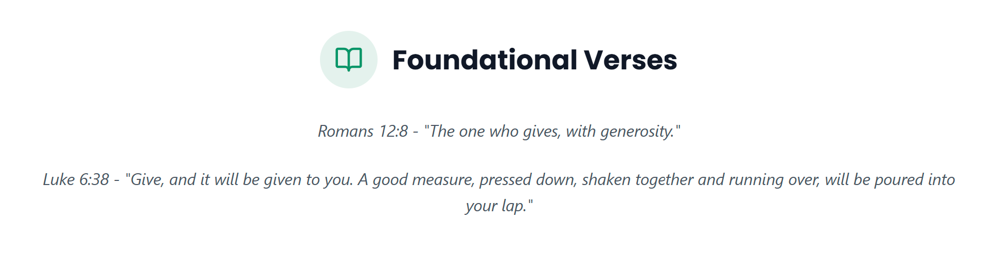 Foundational Verses
Romans 12:8 - "The one who gives, with generosity."
Luke 6:38 - "Give, and it will be given to you. A good measure, pressed down, shaken together and running over, will be poured into
your lap."